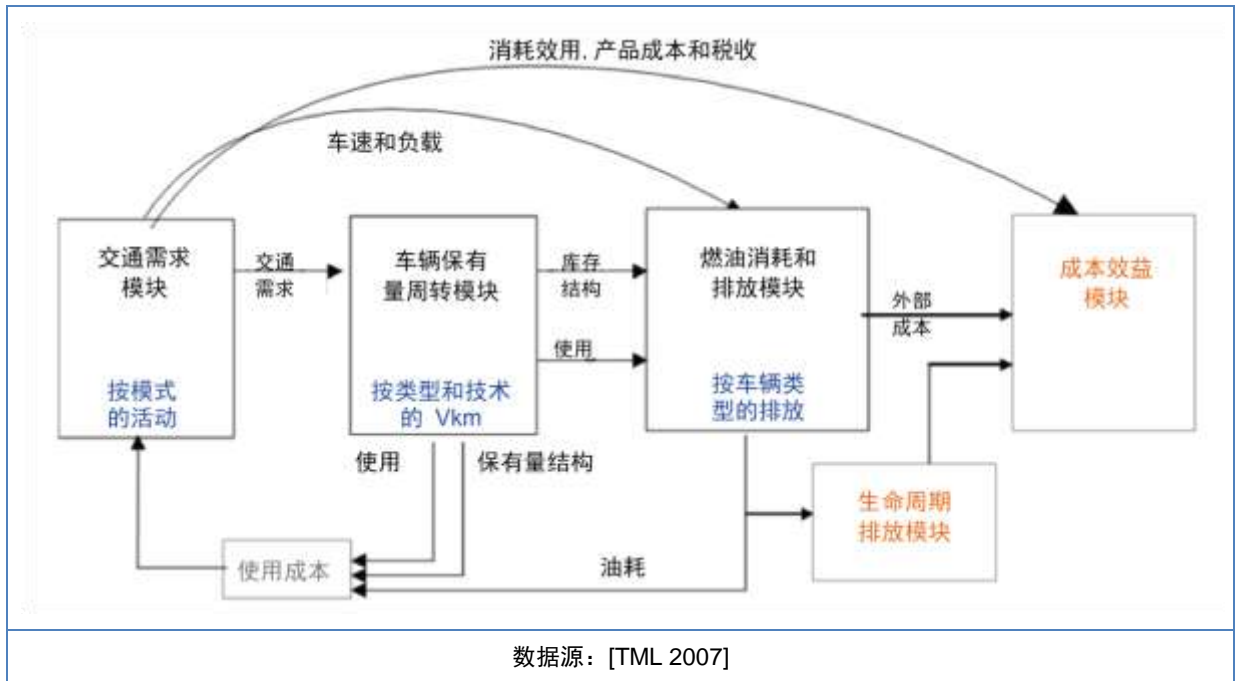 消耗效用, 产品成本和税收
车速和负载
交通需求
模块
按模式
的活动
交通
需求
车辆保有
量周转模块
按类型和技术
的 Vkm
库存
结构
使用
燃油消耗和
排放模块
按车辆类
型的排放
外部
成本
成本效益
模块
使用
保有量结构
生命周期
排放模块
使用成本
油耗
数据源：[TML 2007]